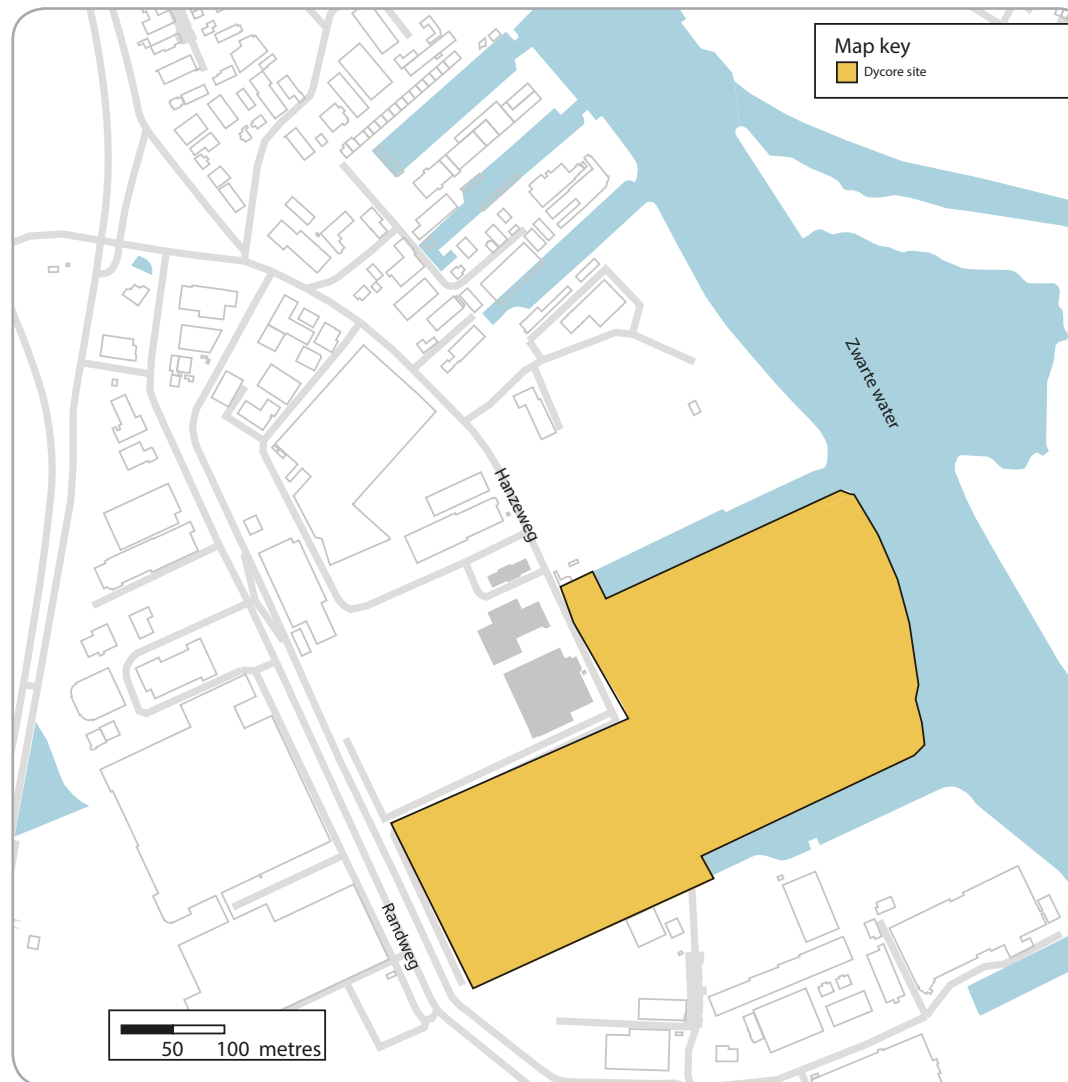 Map key
Dycore site
Zwarte water
Hanzeweg
Randweg
50 100 metres